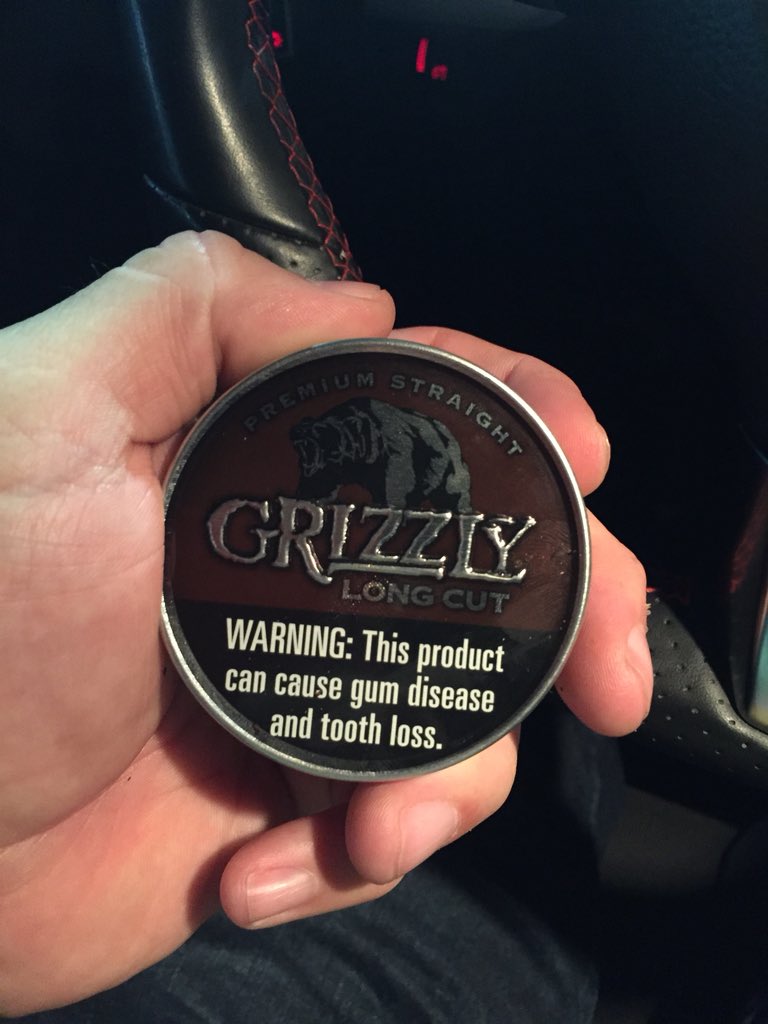 PREMIUM STRAIGHT
GRIZZLY
LONG CUT
WARNING: This product
can cause gum disease
and tooth loss.